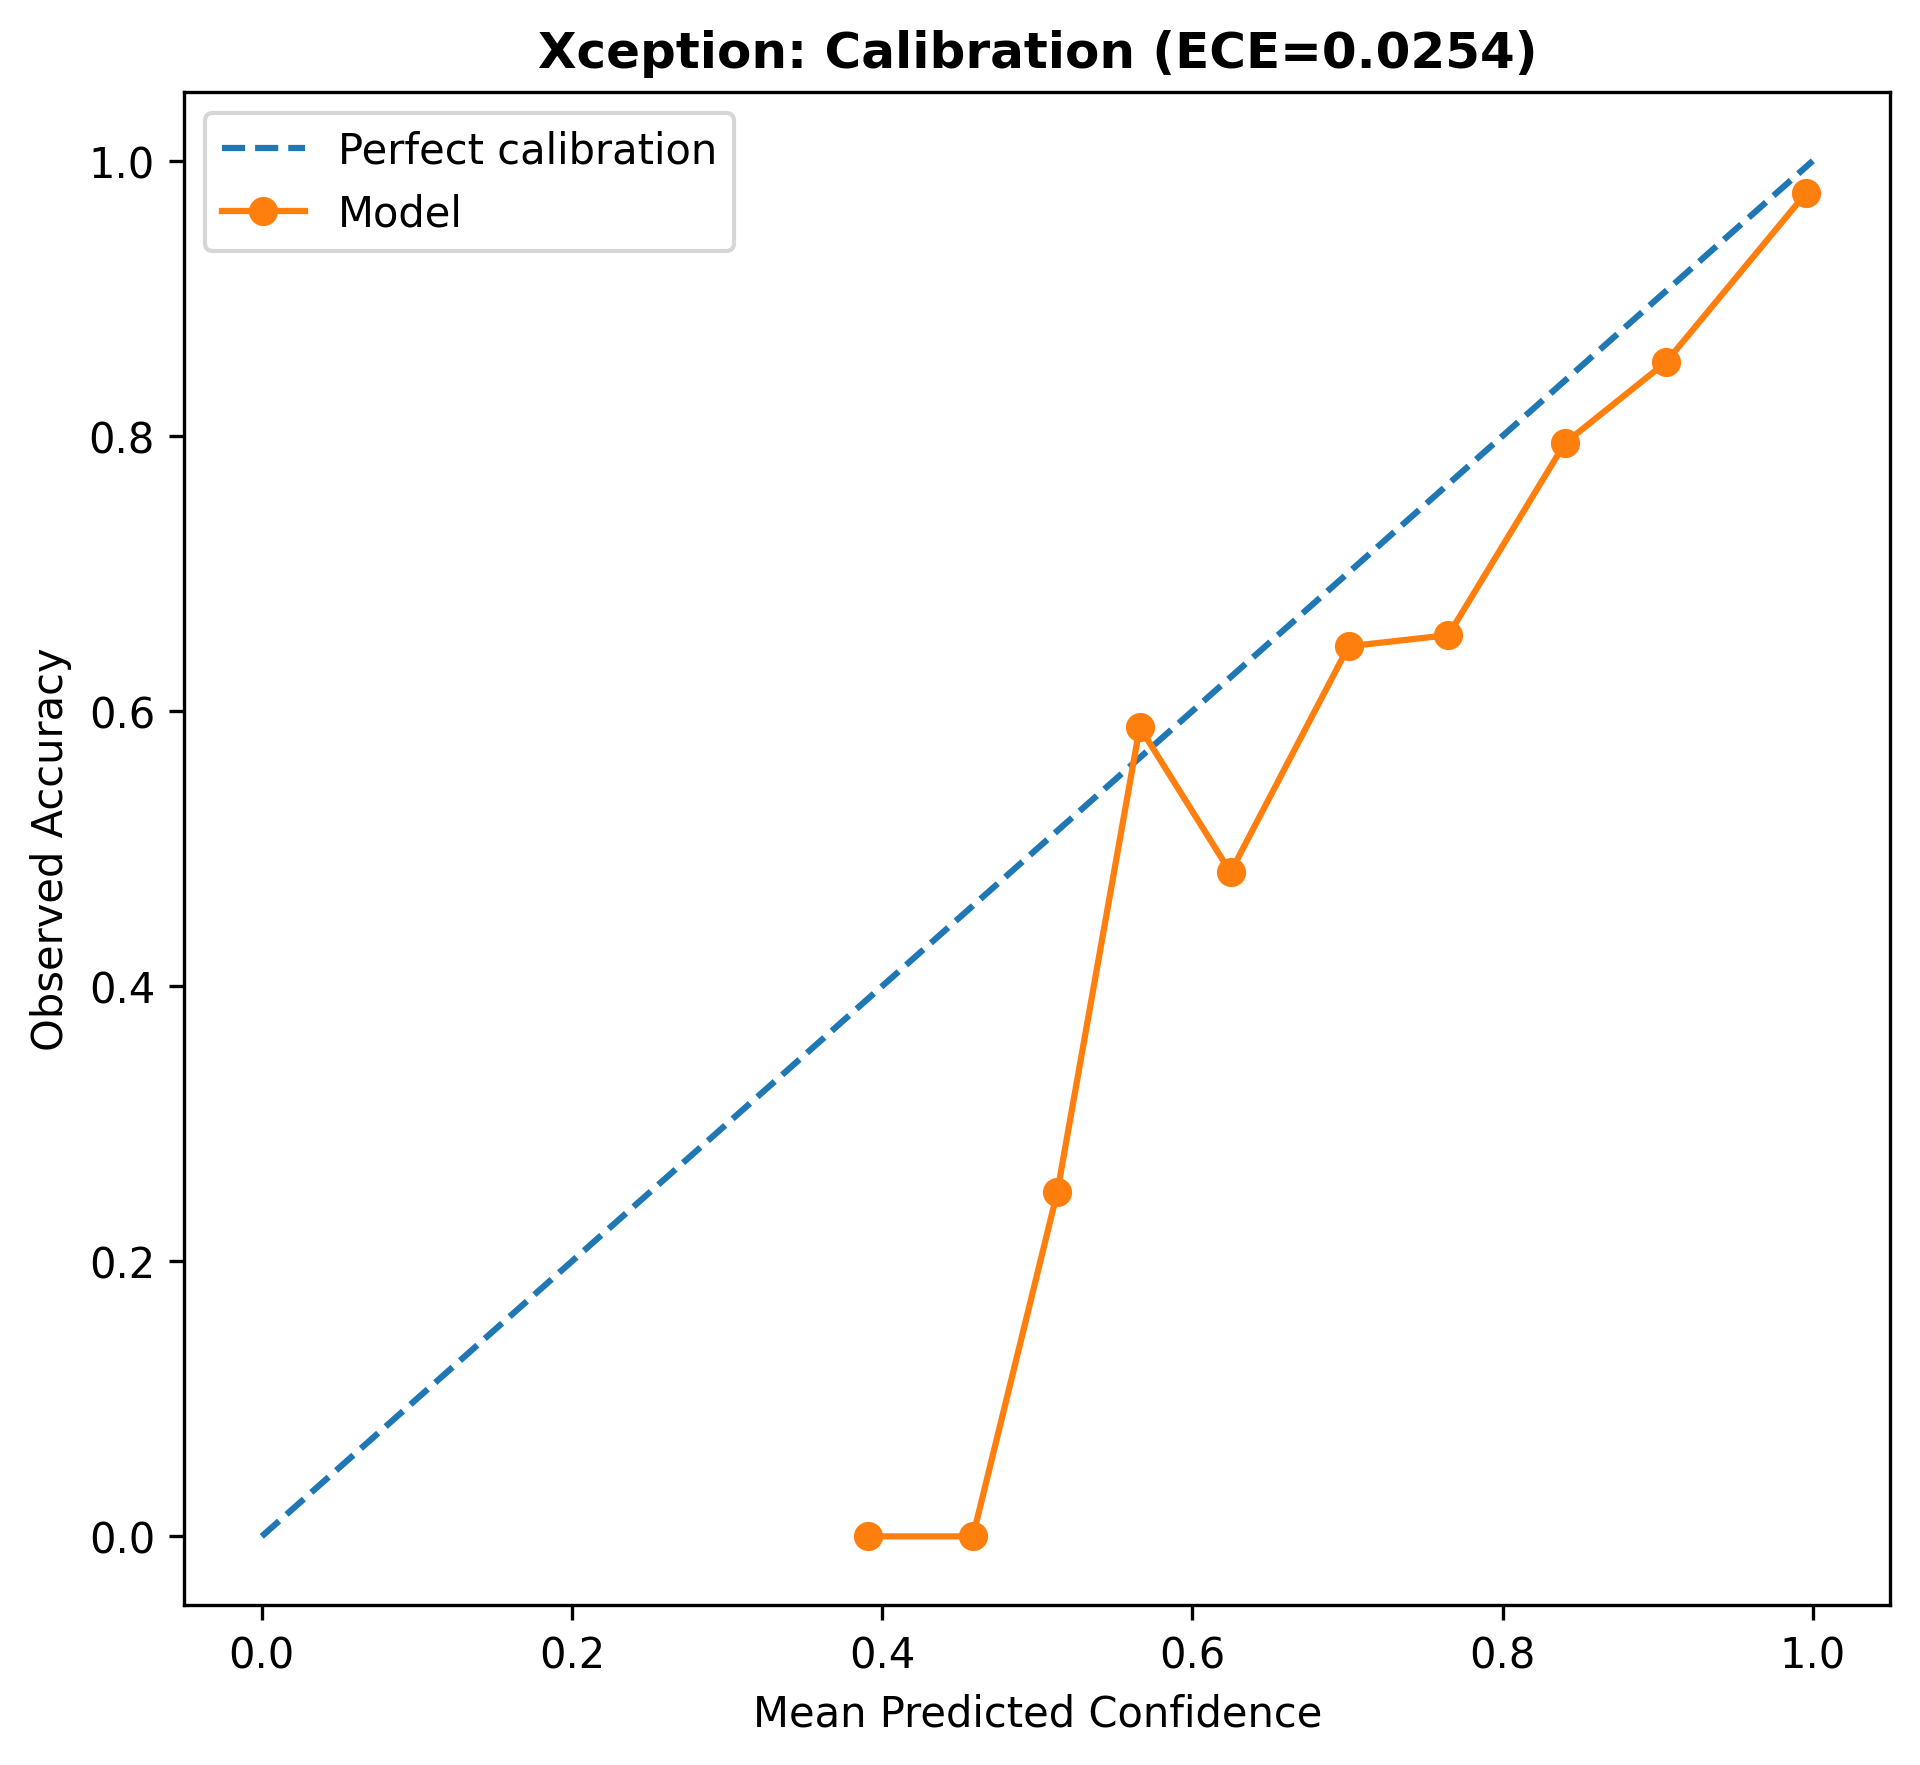 Xception: Calibration (ECE=0.0254)
Perfect calibration
Model
1.0
0.8
0.6
0.4
0.2
0.0
Observed Accuracy
0.0 0.2 0.4 0.6 0.8 1.0
Mean Predicted Confidence